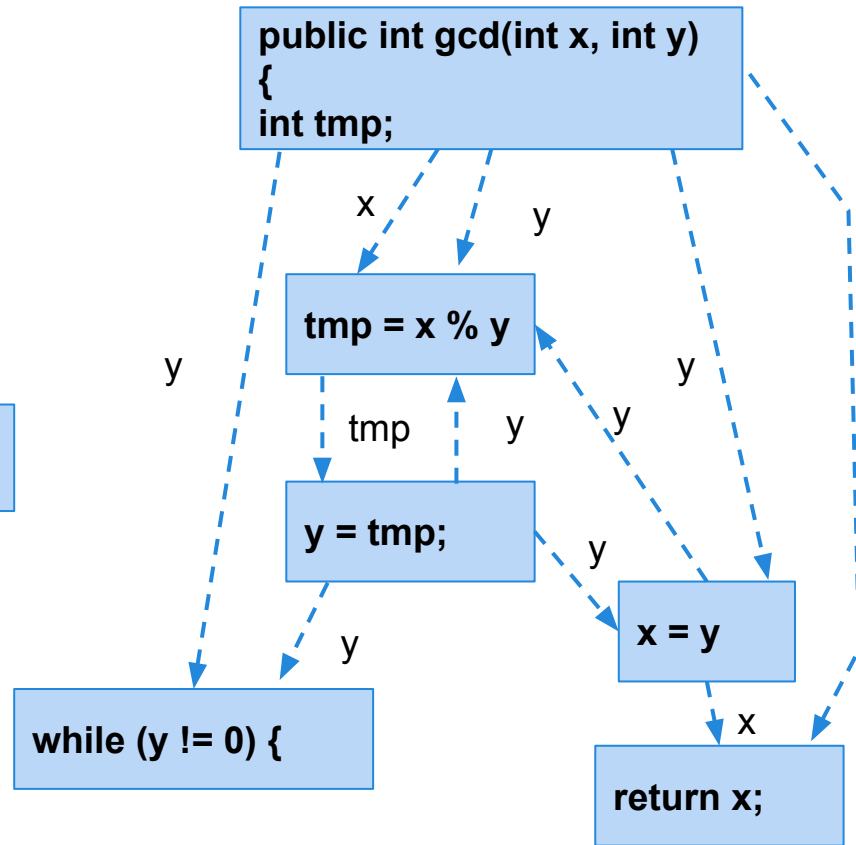 public int gcd(int x, int y)
{
int tmp;
x
y
tmp = x % y
y
y
y
tmp
y
y = tmp;
y
x = y
y
x
while (y != 0) {
return x;